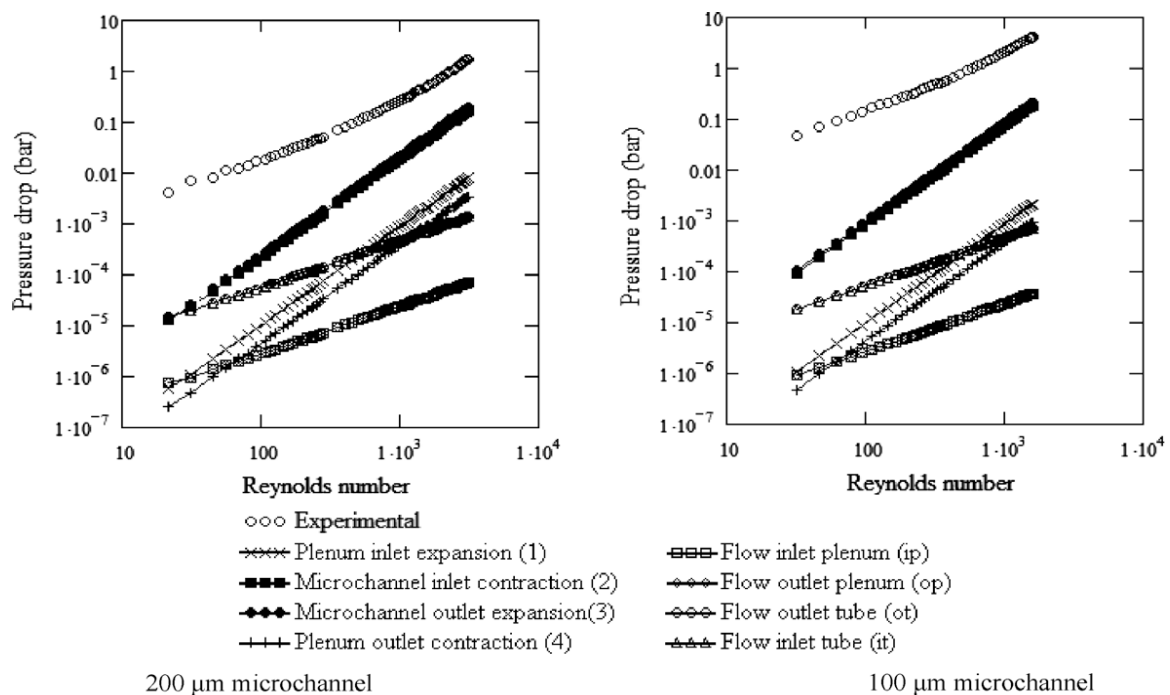 10
1
0.1
0.01
1·10⁻³
1·10⁻⁴
1·10⁻⁵
1·10⁻⁶
1·10⁻⁷
Pressure drop (bar)
10 100 1·10³ 1·10⁴
Reynolds number
10
1
0.1
0.01
1·10⁻³
1·10⁻⁴
1·10⁻⁵
1·10⁻⁶
1·10⁻⁷
Pressure drop (bar)
10 100 1·10³ 1·10⁴
Reynolds number
Experimental
Plenum inlet expansion (1)
Microchannel inlet contraction (2)
Microchannel outlet expansion(3)
Plenum outlet contraction (4)
Flow inlet plenum (ip)
Flow outlet plenum (op)
Flow outlet tube (ot)
Flow inlet tube (it)
200 μm microchannel
100 μm microchannel